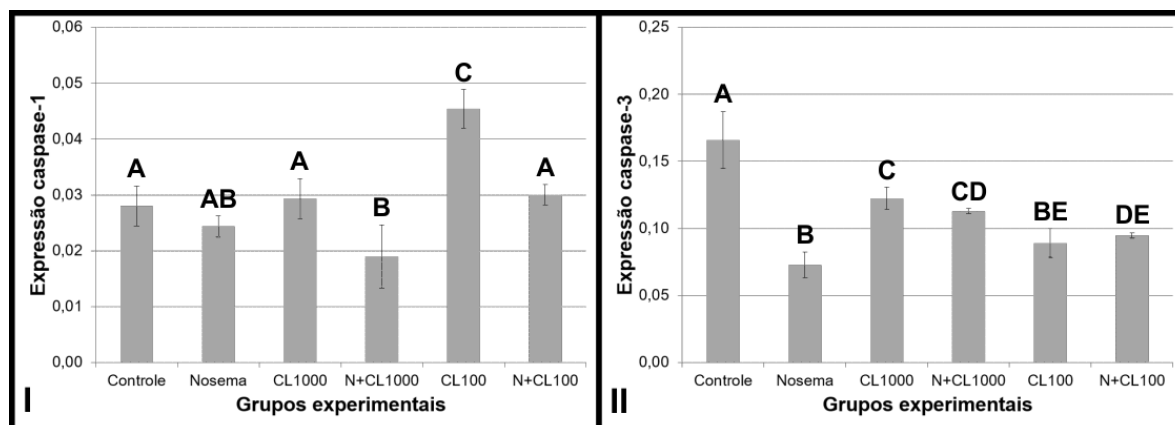 0,06
0,05
0,04
0,03
0,02
0,01
0,00
Expressão caspase-1
A
AB
A
B
C
A
Controle Nosema CL1000 N+CL1000 CL100 N+CL100
Grupos experimentais
I
0,25
0,20
0,15
0,10
0,05
0,00
Expressão caspase-3
A
B
C
CD
BE
DE
Controle Nosema CL1000 N+CL1000 CL100 N+CL100
Grupos experimentais
II